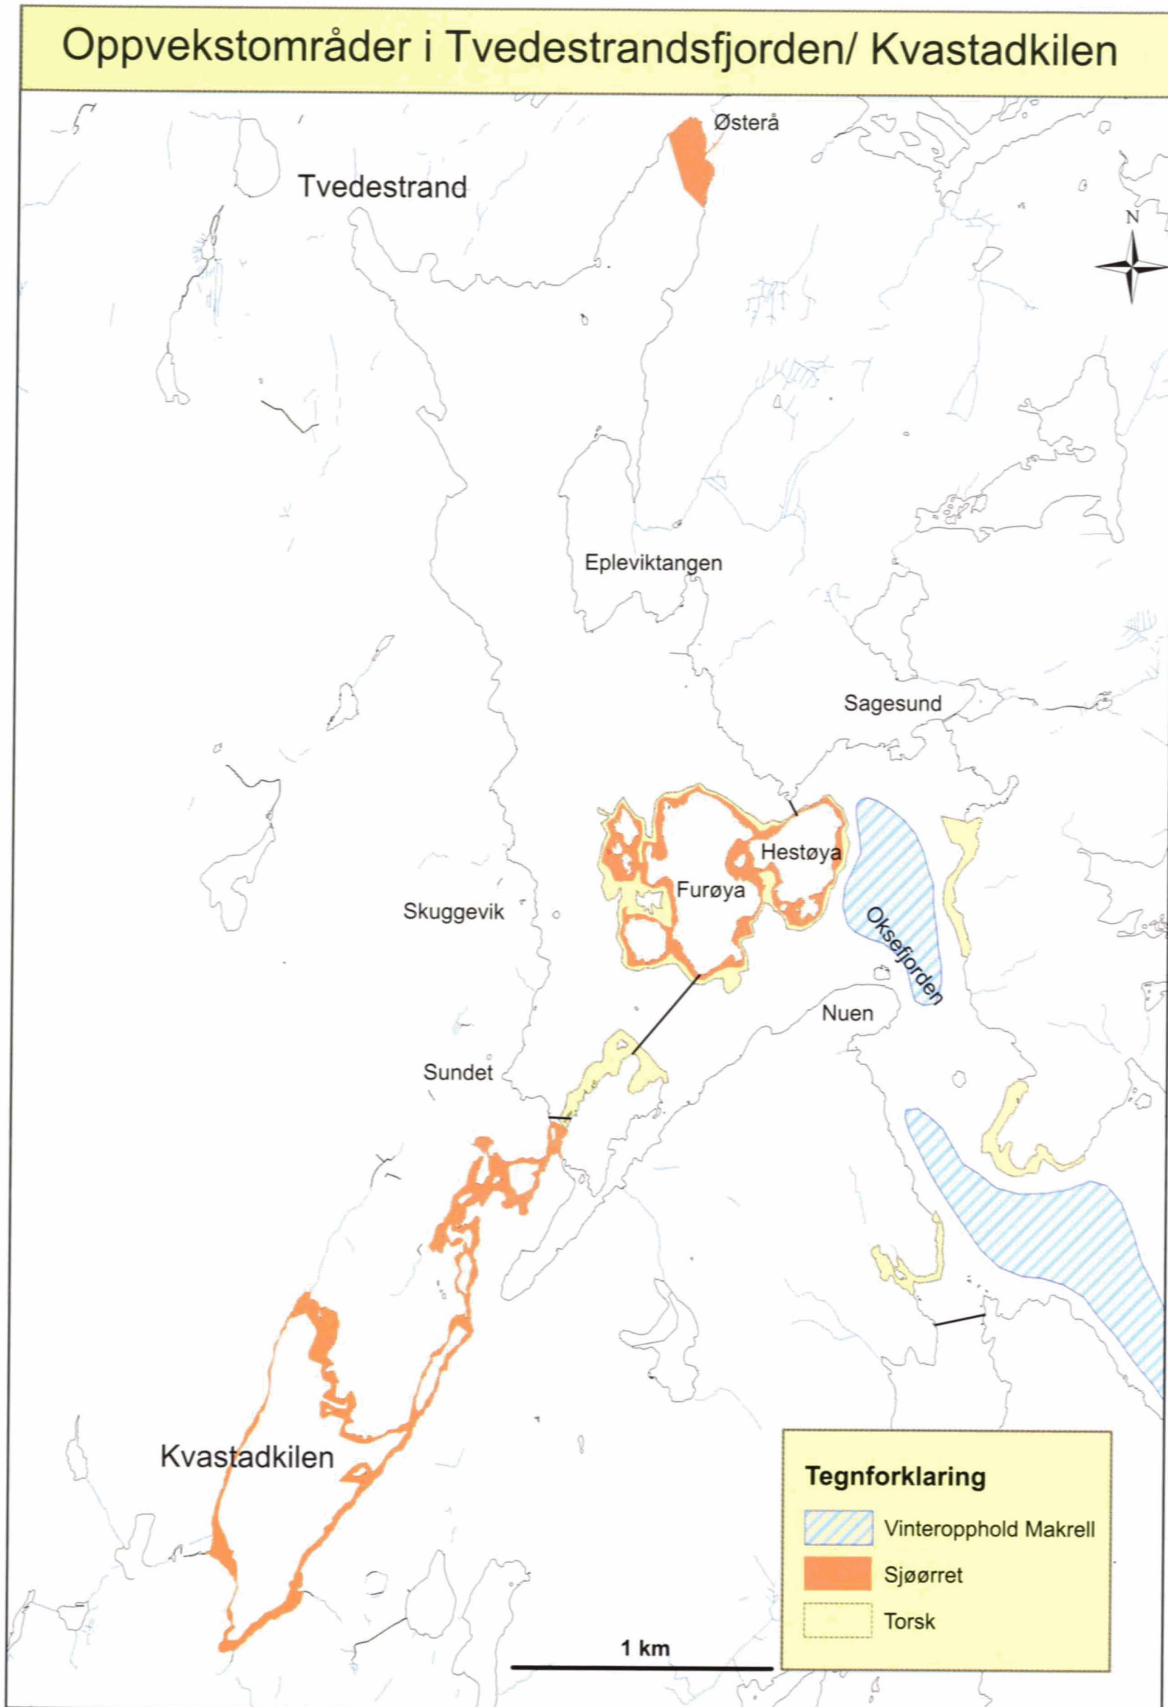 Oppvekstområder i Tvedestrandsfjorden/ Kvastadkilen
Østerå
Tvedestrand
N
Epleviktangen
Sagesund
Hestøya
Furøya
Skuggevik
Oksefjorden
Nuen
Sundet
Kvastadkilen
Tegnforklaring
Vinteropphold Makrell
Sjøørret
Torsk
1 km